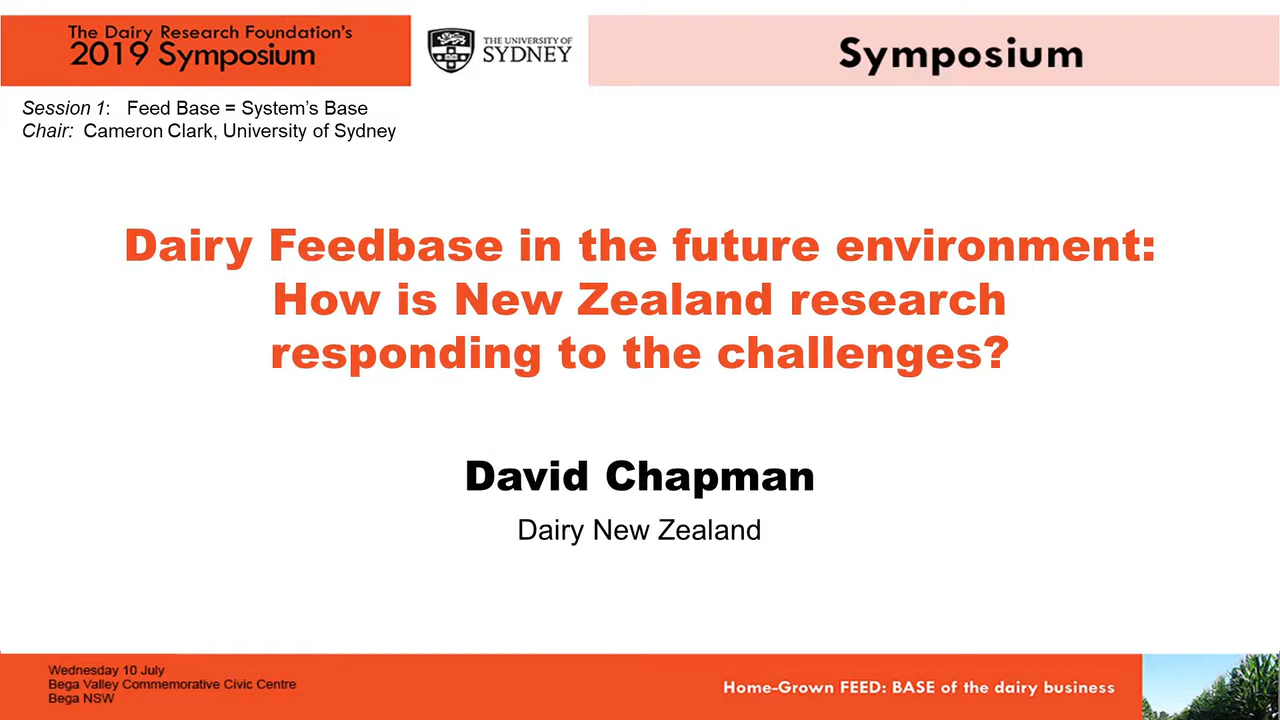 The Dairy Research Foundation's
2019 Symposium
THE UNIVERSITY OF
SYDNEY
Symposium
Session 1: Feed Base = System's Base
Chair: Cameron Clark, University of Sydney
Dairy Feedbase in the future environment:
How is New Zealand research
responding to the challenges?
David Chapman
Dairy New Zealand
Wednesday 10 July
Bega Valley Commemorative Civic Centre
Bega NSW
Home-Grown FEED: BASE of the dairy business